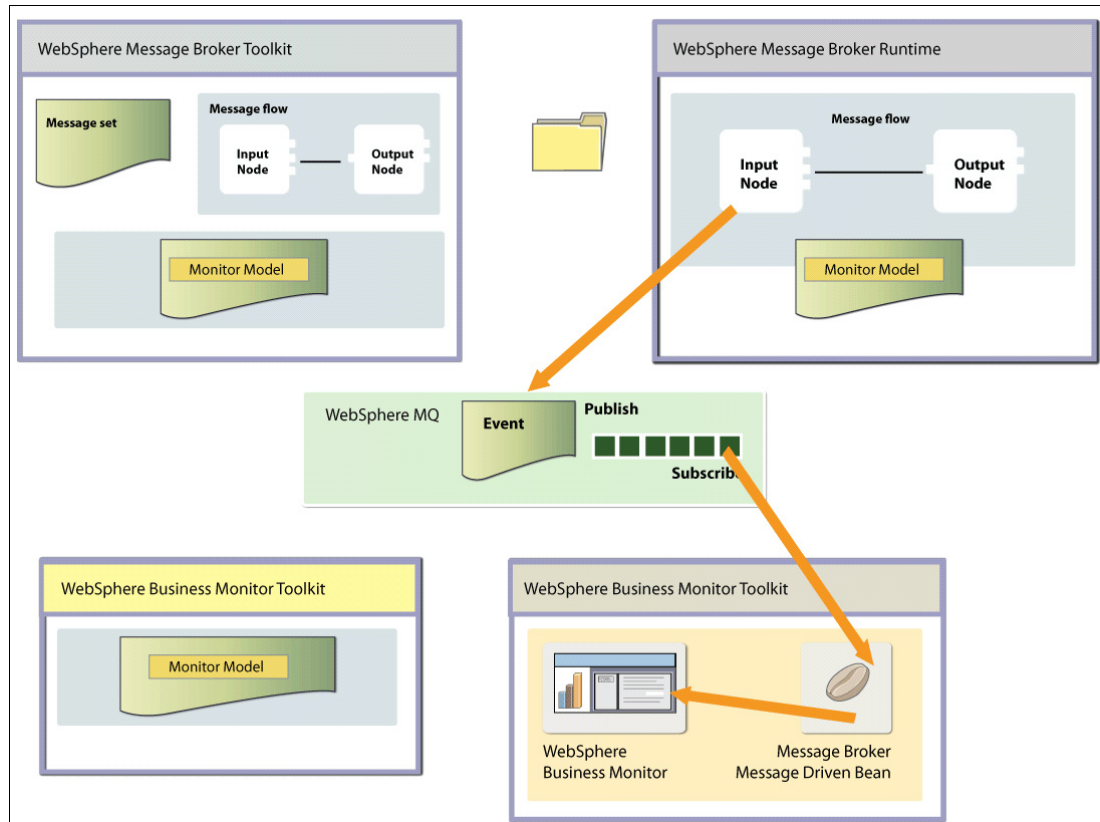 WebSphere Message Broker Toolkit
Message set
Message flow
Input
Node
Output
Node
Monitor Model
WebSphere Message Broker Runtime
Message flow
Input
Node
Output
Node
Monitor Model
WebSphere MQ
Event
Publish
Subscribe
WebSphere Business Monitor Toolkit
Monitor Model
WebSphere Business Monitor Toolkit
WebSphere
Business Monitor
Message Broker
Message Driven Bean